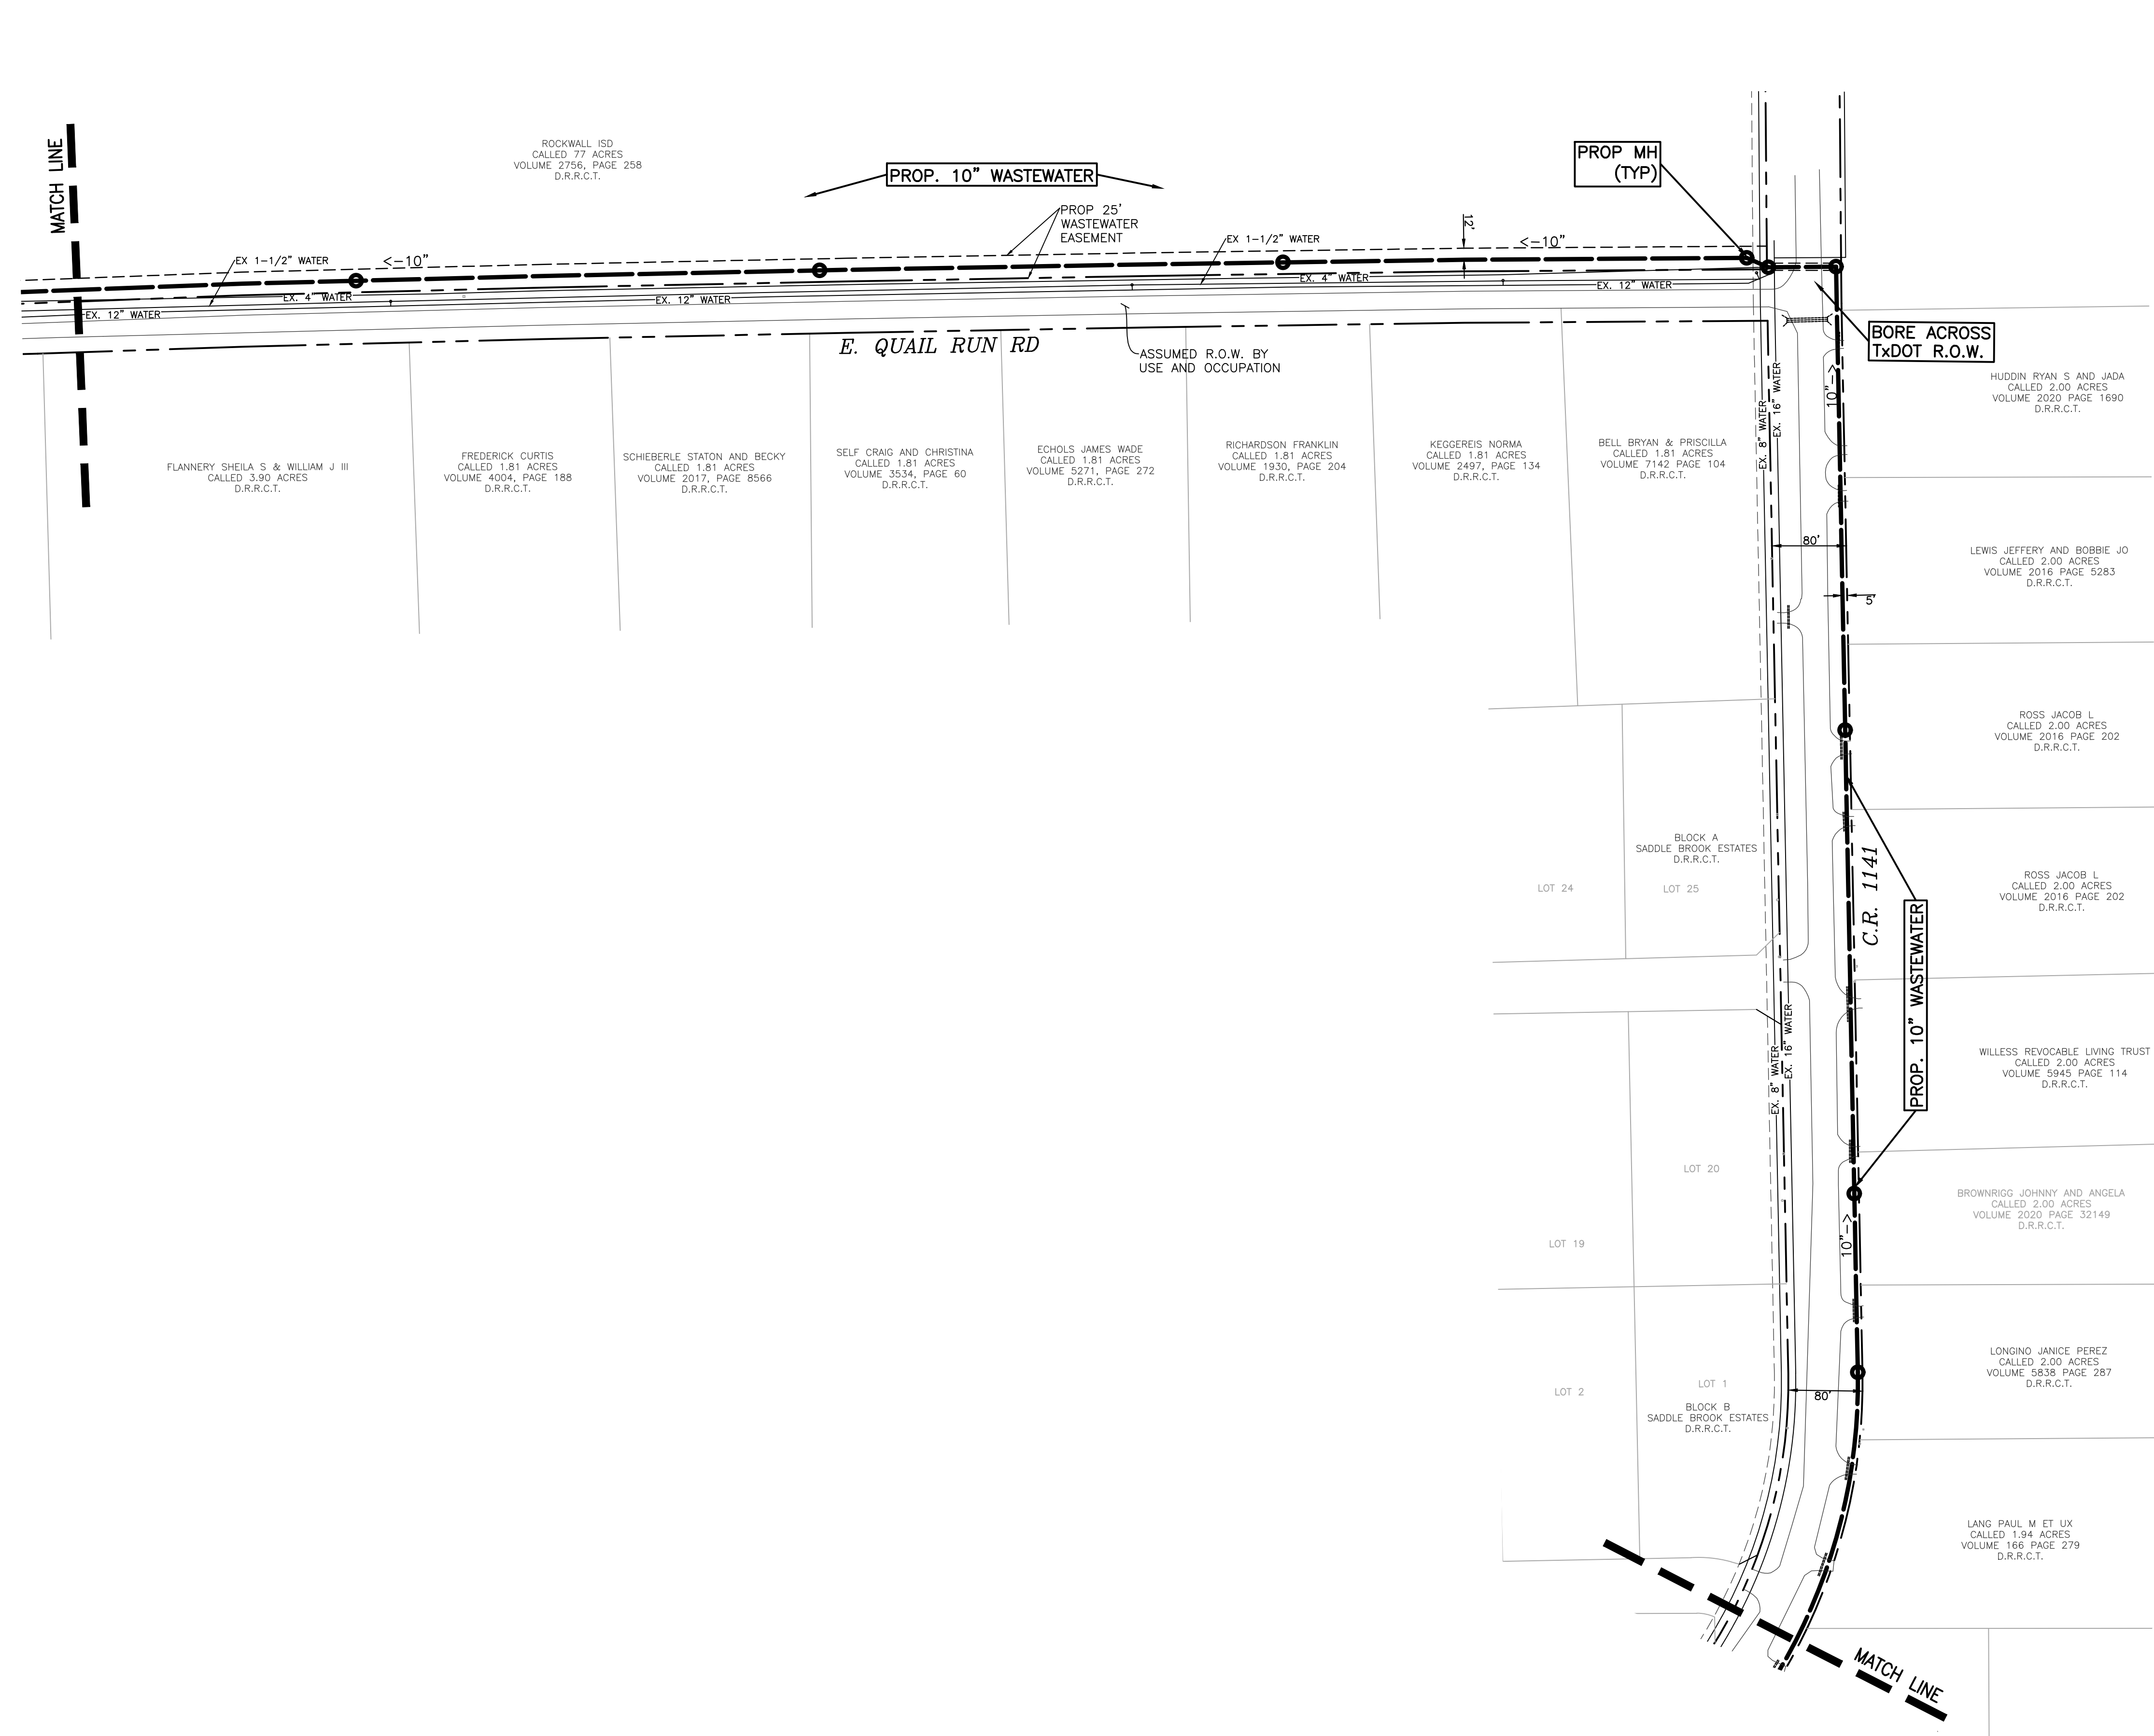 MATCH LINE
ROCKWALL ISD
CALLED 77 ACRES
VOLUME 2756, PAGE 258
D.R.R.C.T.
PROP. 10" WASTEWATER
PROP MH
(TYP)
PROP 25'
WASTEWATER
EASEMENT
EX 1-1/2" WATER
<-10"
EX 1-1/2" WATER
12'
<-10"
EX. 4" WATER
EX. 12" WATER
EX. 12" WATER
EX. 4" WATER
EX. 12" WATER
E. QUAIL RUN RD
ASSUMED R.O.W. BY
USE AND OCCUPATION
BORE ACROSS
TxDOT R.O.W.
FLANNERY SHEILA S & WILLIAM J III
CALLED 3.90 ACRES
D.R.R.C.T.
FREDERICK CURTIS
CALLED 1.81 ACRES
VOLUME 4004, PAGE 188
D.R.R.C.T.
SCHIEBERLE STATON AND BECKY
CALLED 1.81 ACRES
VOLUME 2017, PAGE 8566
D.R.R.C.T.
SELF CRAIG AND CHRISTINA
CALLED 1.81 ACRES
VOLUME 3534, PAGE 60
D.R.R.C.T.
ECHOLS JAMES WADE
CALLED 1.81 ACRES
VOLUME 5271, PAGE 272
D.R.R.C.T.
RICHARDSON FRANKLIN
CALLED 1.81 ACRES
VOLUME 1930, PAGE 204
D.R.R.C.T.
KEGGEREIS NORMA
CALLED 1.81 ACRES
VOLUME 2497, PAGE 134
D.R.R.C.T.
BELL BRYAN & PRISCILLA
CALLED 1.81 ACRES
VOLUME 7142 PAGE 104
D.R.R.C.T.
EX. 8" WATER
EX. 16" WATER
10"->
HUDDIN RYAN S AND JADA
CALLED 2.00 ACRES
VOLUME 2020 PAGE 1690
D.R.R.C.T.
80'
LEWIS JEFFERY AND BOBBIE JO
CALLED 2.00 ACRES
VOLUME 2016 PAGE 5283
D.R.R.C.T.
5'
ROSS JACOB L
CALLED 2.00 ACRES
VOLUME 2016 PAGE 202
D.R.R.C.T.
BLOCK A
SADDLE BROOK ESTATES
D.R.R.C.T.
LOT 24
LOT 25
C.R. 1141
ROSS JACOB L
CALLED 2.00 ACRES
VOLUME 2016 PAGE 202
D.R.R.C.T.
PROP. 10" WASTEWATER
EX. 8" WATER
EX. 16" WATER
WILLESS REVOCABLE LIVING TRUST
CALLED 2.00 ACRES
VOLUME 5945 PAGE 114
D.R.R.C.T.
LOT 20
LOT 19
10"->
BROWNRIGG JOHNNY AND ANGELA
CALLED 2.00 ACRES
VOLUME 2020 PAGE 32149
D.R.R.C.T.
LOT 2
LOT 1
BLOCK B
SADDLE BROOK ESTATES
D.R.R.C.T.
80'
LONGINO JANICE PEREZ
CALLED 2.00 ACRES
VOLUME 5838 PAGE 287
D.R.R.C.T.
LANG PAUL M ET UX
CALLED 1.94 ACRES
VOLUME 166 PAGE 279
D.R.R.C.T.
MATCH LINE